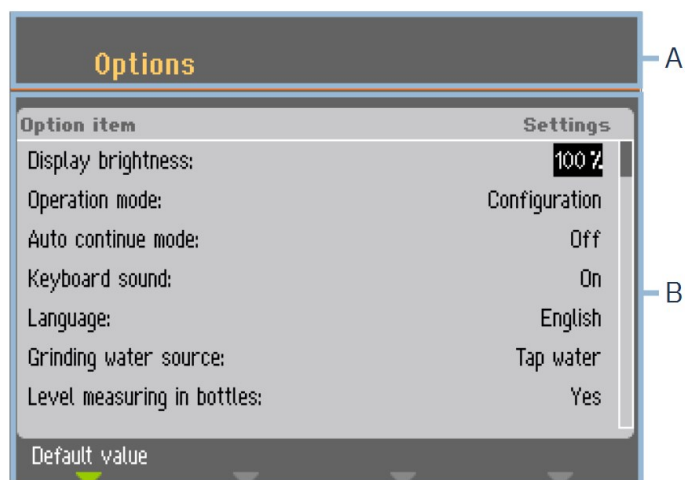 Options
A
Option item Settings
Display brightness: 100 %
Operation mode: Configuration
Auto continue mode: Off
Keyboard sound: On
B
Language: English
Grinding water source: Tap water
Level measuring in bottles: Yes
Default value